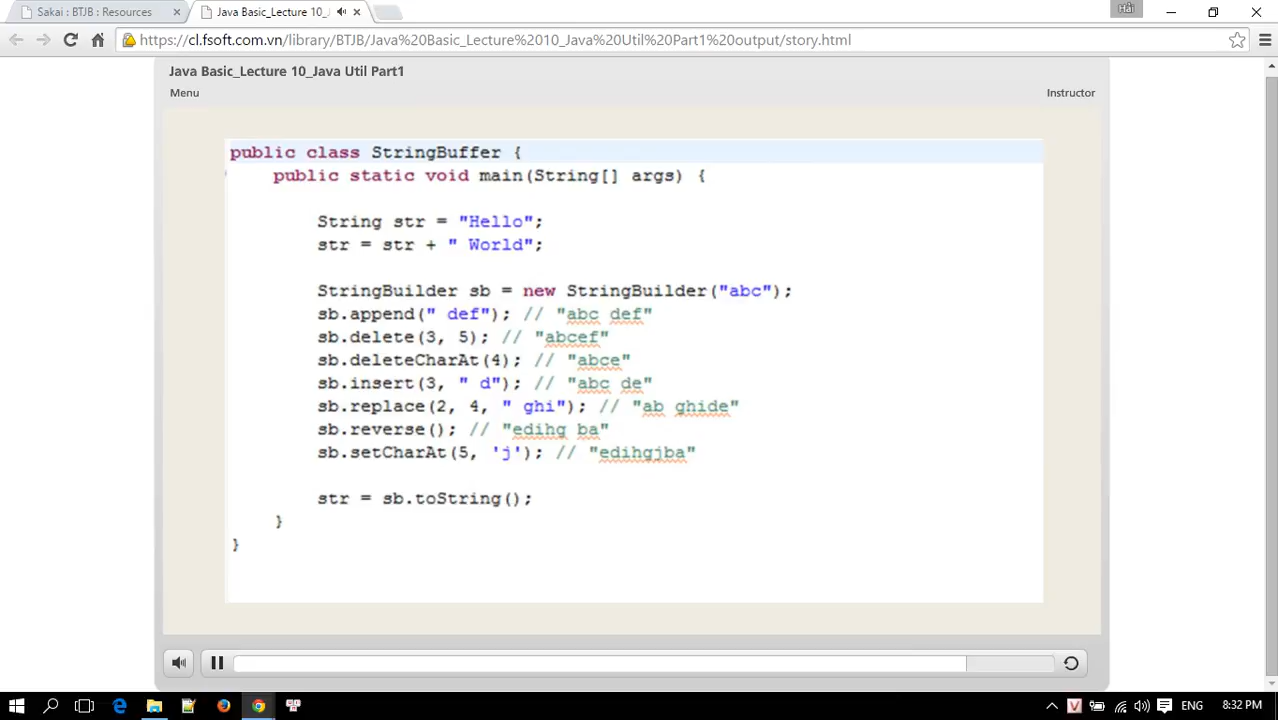 Sakai : BTJB : Resources
Java Basic_Lecture 10_J
Hải
https://cl.fsoft.com.vn/library/BTJB/Java%20Basic_Lecture%2010_Java%20Util%20Part1%20output/story.html
Java Basic_Lecture 10_Java Util Part1
Menu
Instructor
public class StringBuffer {
public static void main(String[] args) {
String str = "Hello";
str = str + " World";
StringBuilder sb = new StringBuilder("abc");
sb.append(" def"); // "abc def"
sb.delete(3, 5); // "abcef"
sb.deleteCharAt(4); // "abce"
sb.insert(3, " d"); // "abc de"
sb.replace(2, 4, " ghi"); // "ab ghide"
sb.reverse(); // "edihg ba"
sb.setCharAt(5, 'j'); // "edihgjba"
str = sb.toString();
}
}
ENG
8:32 PM